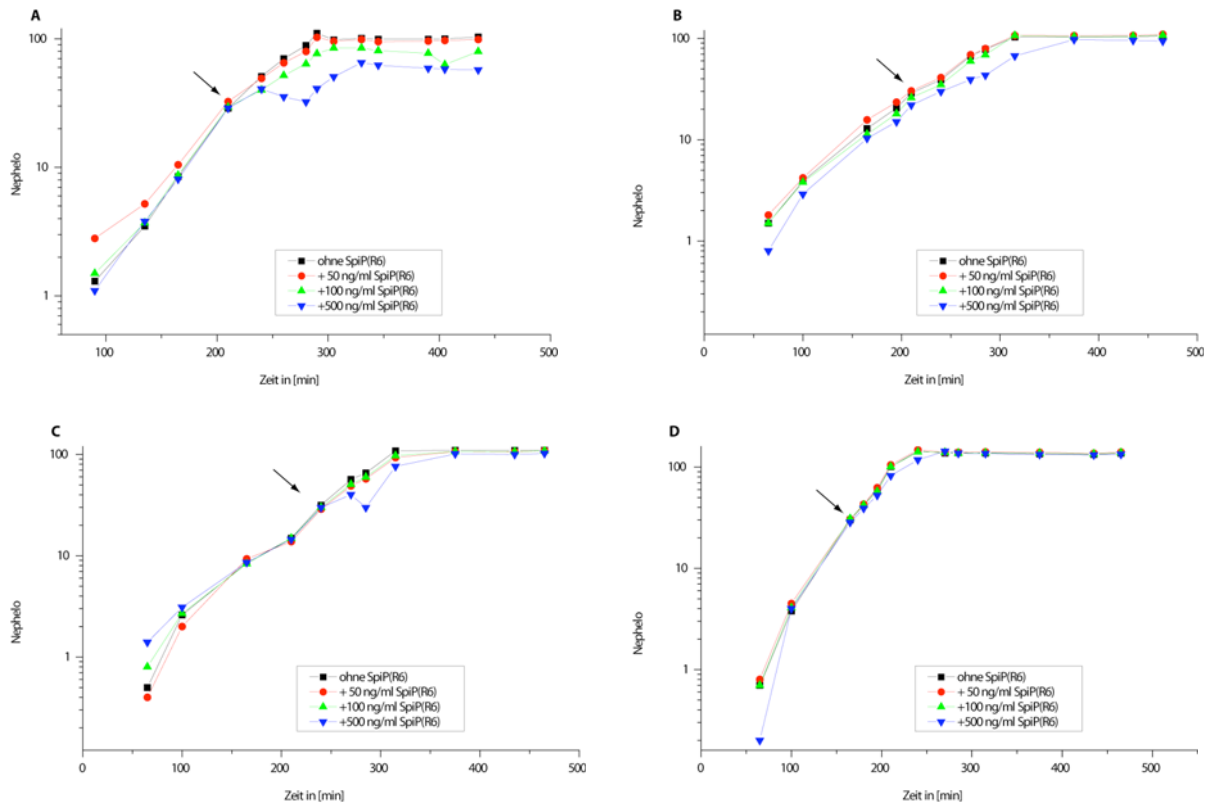 A
Nephelo
100
10
1
ohne SpiP(R6)
+ 50 ng/ml SpiP(R6)
+100 ng/ml SpiP(R6)
+500 ng/ml SpiP(R6)
100 200 300 400 500
Zeit in [min]
B
Nephelo
100
10
1
ohne SpiP(R6)
+ 50 ng/ml SpiP(R6)
+100 ng/ml SpiP(R6)
+500 ng/ml SpiP(R6)
0 100 200 300 400 500
Zeit in [min]
C
Nephelo
100
10
1
ohne SpiP(R6)
+ 50 ng/ml SpiP(R6)
+100 ng/ml SpiP(R6)
+500 ng/ml SpiP(R6)
0 100 200 300 400 500
Zeit in [min]
D
Nephelo
100
10
1
ohne SpiP(R6)
+ 50 ng/ml SpiP(R6)
+100 ng/ml SpiP(R6)
+500 ng/ml SpiP(R6)
0 100 200 300 400 500
Zeit in [min]